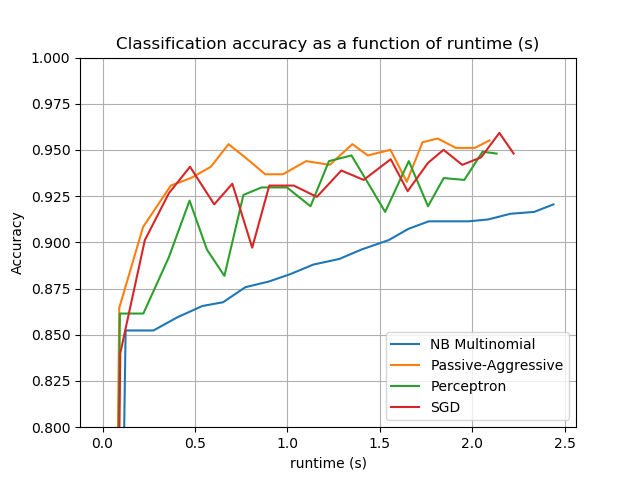 Classification accuracy as a function of runtime (s)
1.000
0.975
0.950
0.925
0.900
0.875
0.850
0.825
0.800
Accuracy
0.0 0.5 1.0 1.5 2.0 2.5
runtime (s)
NB Multinomial
Passive-Aggressive
Perceptron
SGD